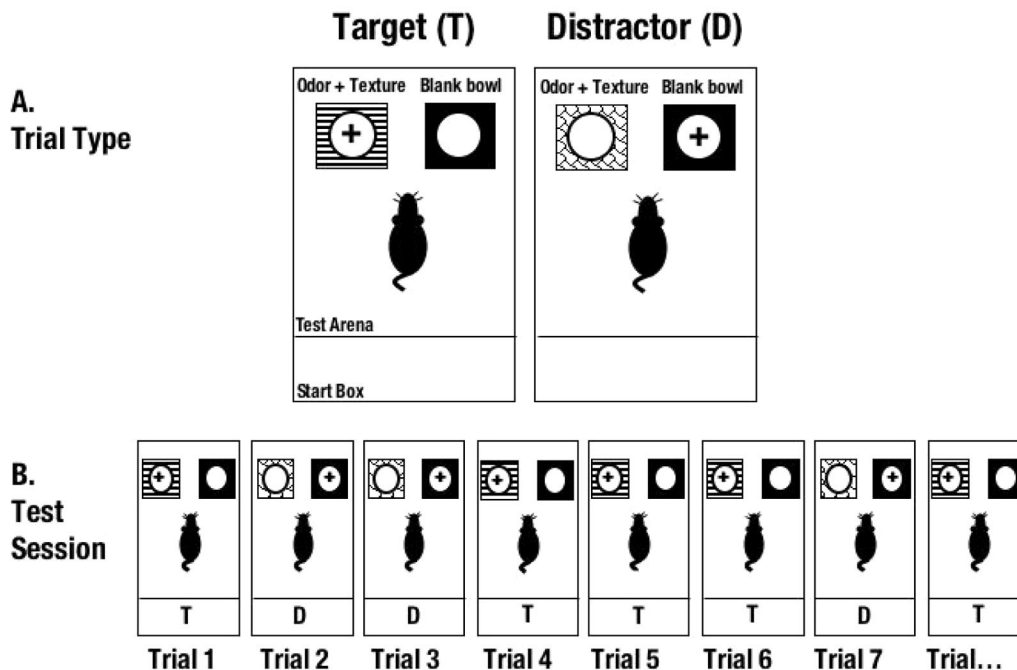 Target (T) Distractor (D)
A.
Trial Type
Odor + Texture Blank bowl Odor + Texture Blank bowl
+ +
Test Arena
Start Box
B.
Test
Session
+ + + + + + + +
T D D T T T D T
Trial 1 Trial 2 Trial 3 Trial 4 Trial 5 Trial 6 Trial 7 Trial...